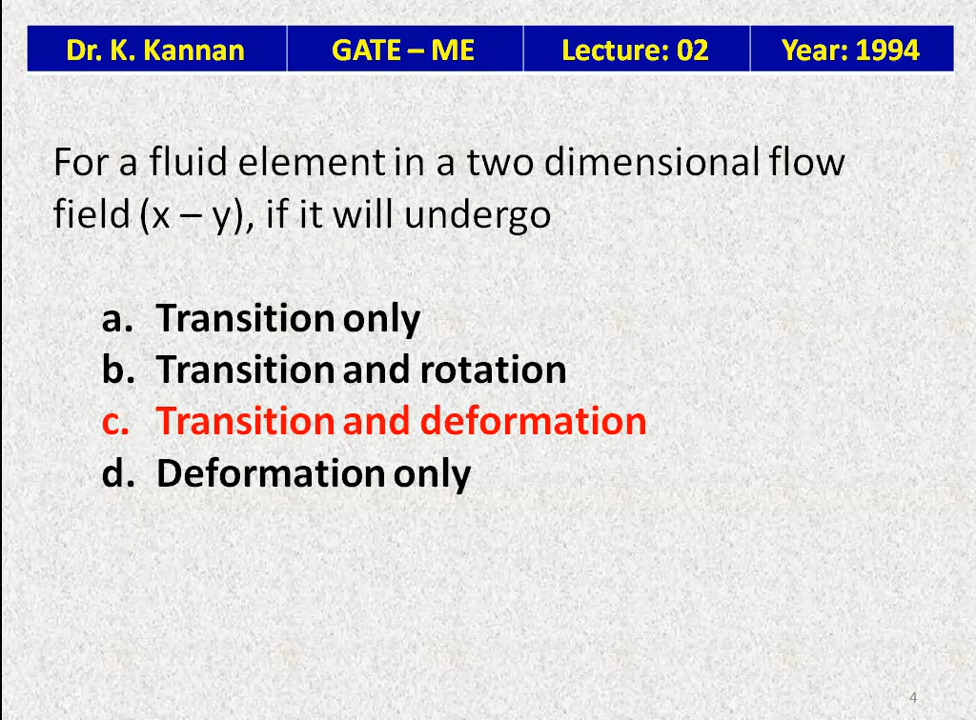 Dr. K. Kannan GATE – ME Lecture: 02 Year: 1994
For a fluid element in a two dimensional flow
field (x – y), if it will undergo
a. Transition only
b. Transition and rotation
c. Transition and deformation
d. Deformation only
4